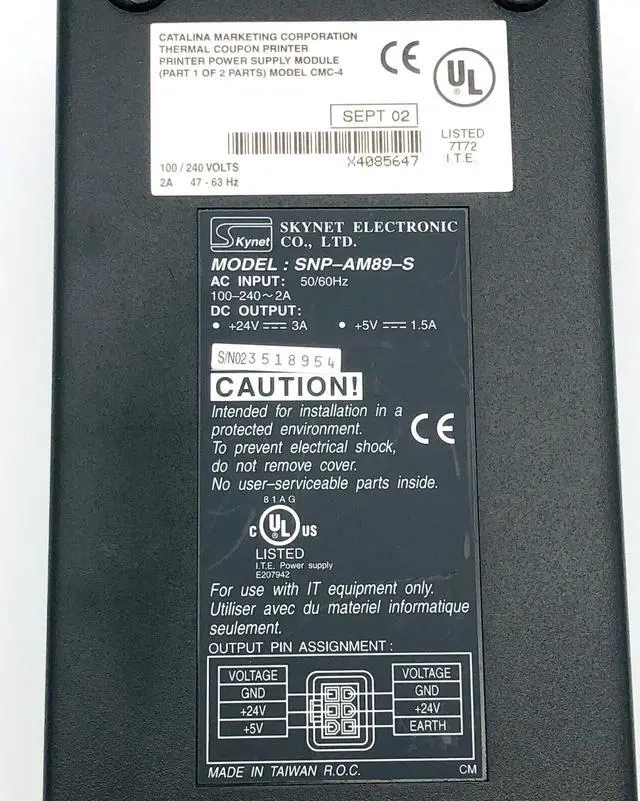 CATALINA MARKETING CORPORATION
THERMAL COUPON PRINTER
PRINTER POWER SUPPLY MODULE
(PART 1 OF 2 PARTS) MODEL CMC-4
CE
UL
®
SEPT 02
LISTED
7T72
I.T.E.
X4085647
100 / 240 VOLTS
2A 47 - 63 Hz
Skynet
SKYNET ELECTRONIC
CO., LTD.
MODEL : SNP-AM89-S
AC INPUT: 50/60Hz
100-240~2A
DC OUTPUT:
• +24V ⎓ 3A • +5V ⎓ 1.5A
S/N023518954
CAUTION!
Intended for installation in a
protected environment.
To prevent electrical shock,
do not remove cover.
No user-serviceable parts inside.
CE
81AG
c UL ® US
LISTED
I.T.E. Power supply
E207942
For use with IT equipment only.
Utiliser avec du materiel informatique
seulement.
OUTPUT PIN ASSIGNMENT :
VOLTAGE VOLTAGE
GND GND
+24V +24V
+5V EARTH
MADE IN TAIWAN R.O.C. CM